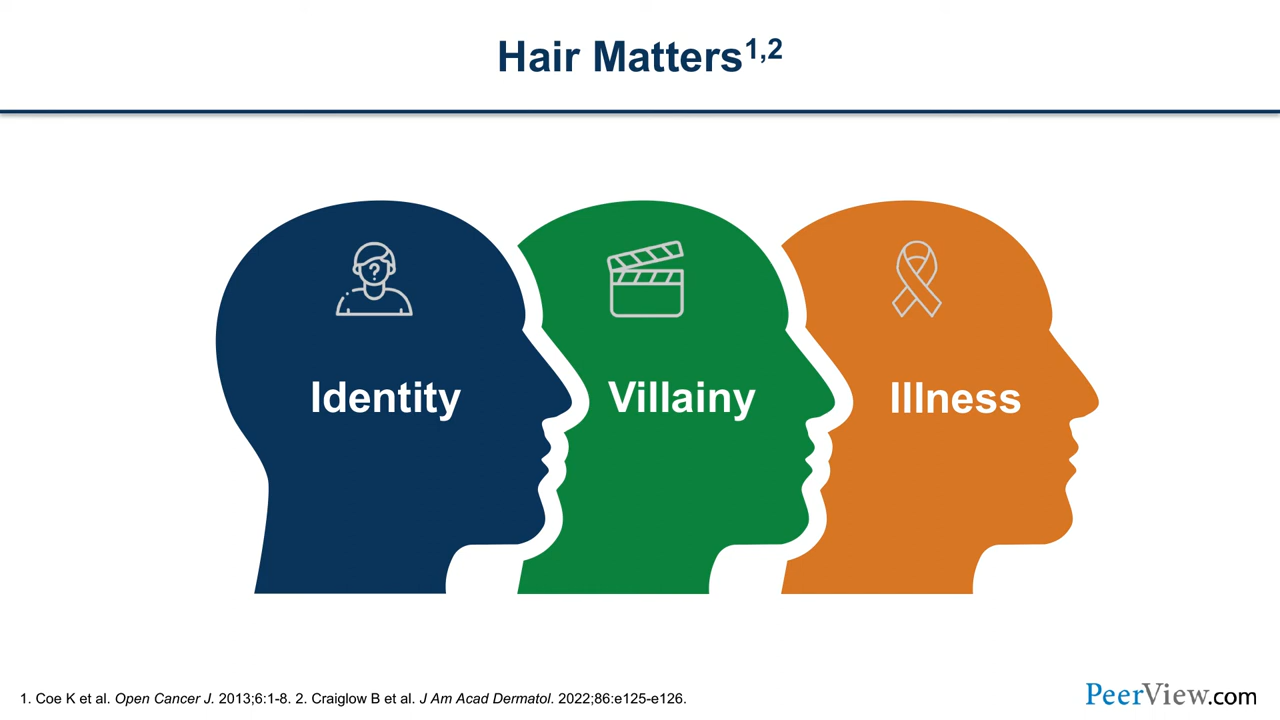 Hair Matters1,2
?
Identity
Villainy
Illness
1. Coe K et al. Open Cancer J. 2013;6:1-8. 2. Craiglow B et al. J Am Acad Dermatol. 2022;86:e125-e126.
PeerView.com